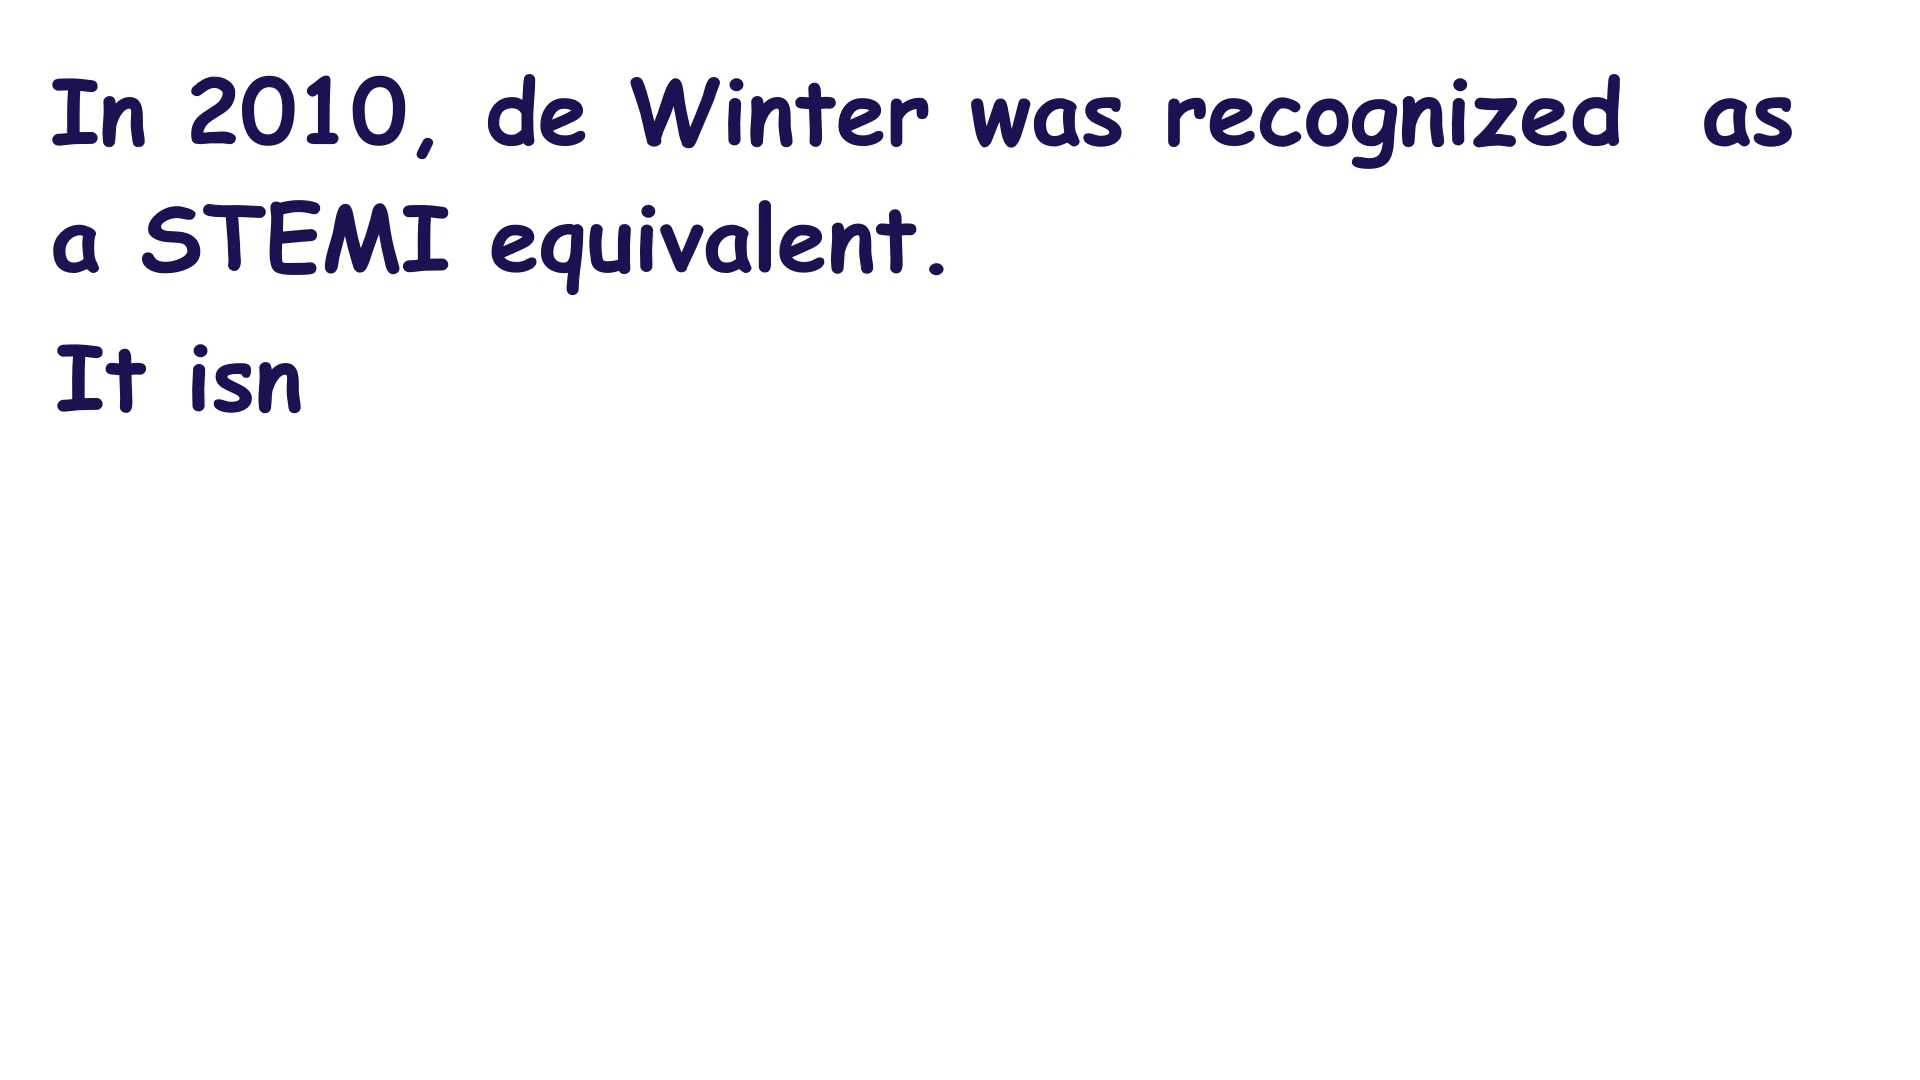 In 2010, de Winter was recognized  as
a STEMI equivalent.
It isn